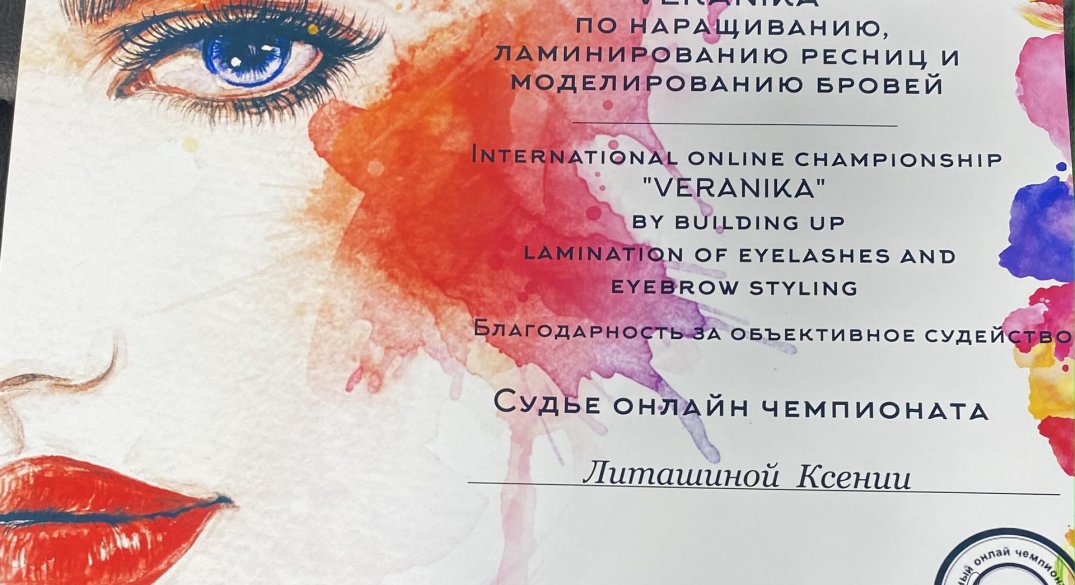 "VERANIKA"
ПО НАРАЩИВАНИЮ,
ЛАМИНИРОВАНИЮ РЕСНИЦ И
МОДЕЛИРОВАНИЮ БРОВЕЙ
INTERNATIONAL ONLINE CHAMPIONSHIP
"VERANIKA"
BY BUILDING UP
LAMINATION OF EYELASHES AND
EYEBROW STYLING
БЛАГОДАРНОСТЬ ЗА ОБЪЕКТИВНОЕ СУДЕЙСТВО
СУДЬЕ ОНЛАЙН ЧЕМПИОНАТА
Литашиной Ксении
онлай чемпион